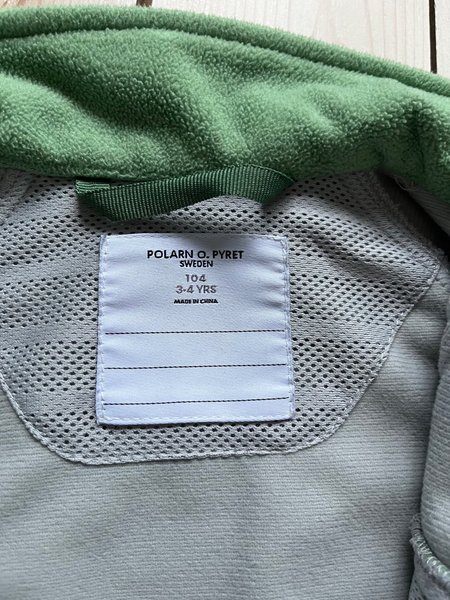 POLARN O. PYRET
SWEDEN
104
3-4 YRS
MADE IN CHINA